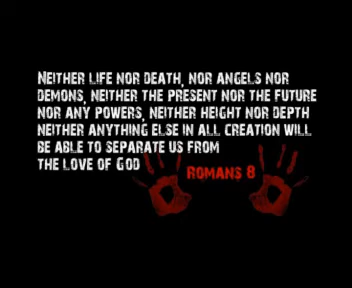 Neither life nor death, nor angels nor
demons, neither the present nor the future
nor any powers, neither height nor depth
neither anything else in all creation will
be able to separate us from
the love of God
Romans 8